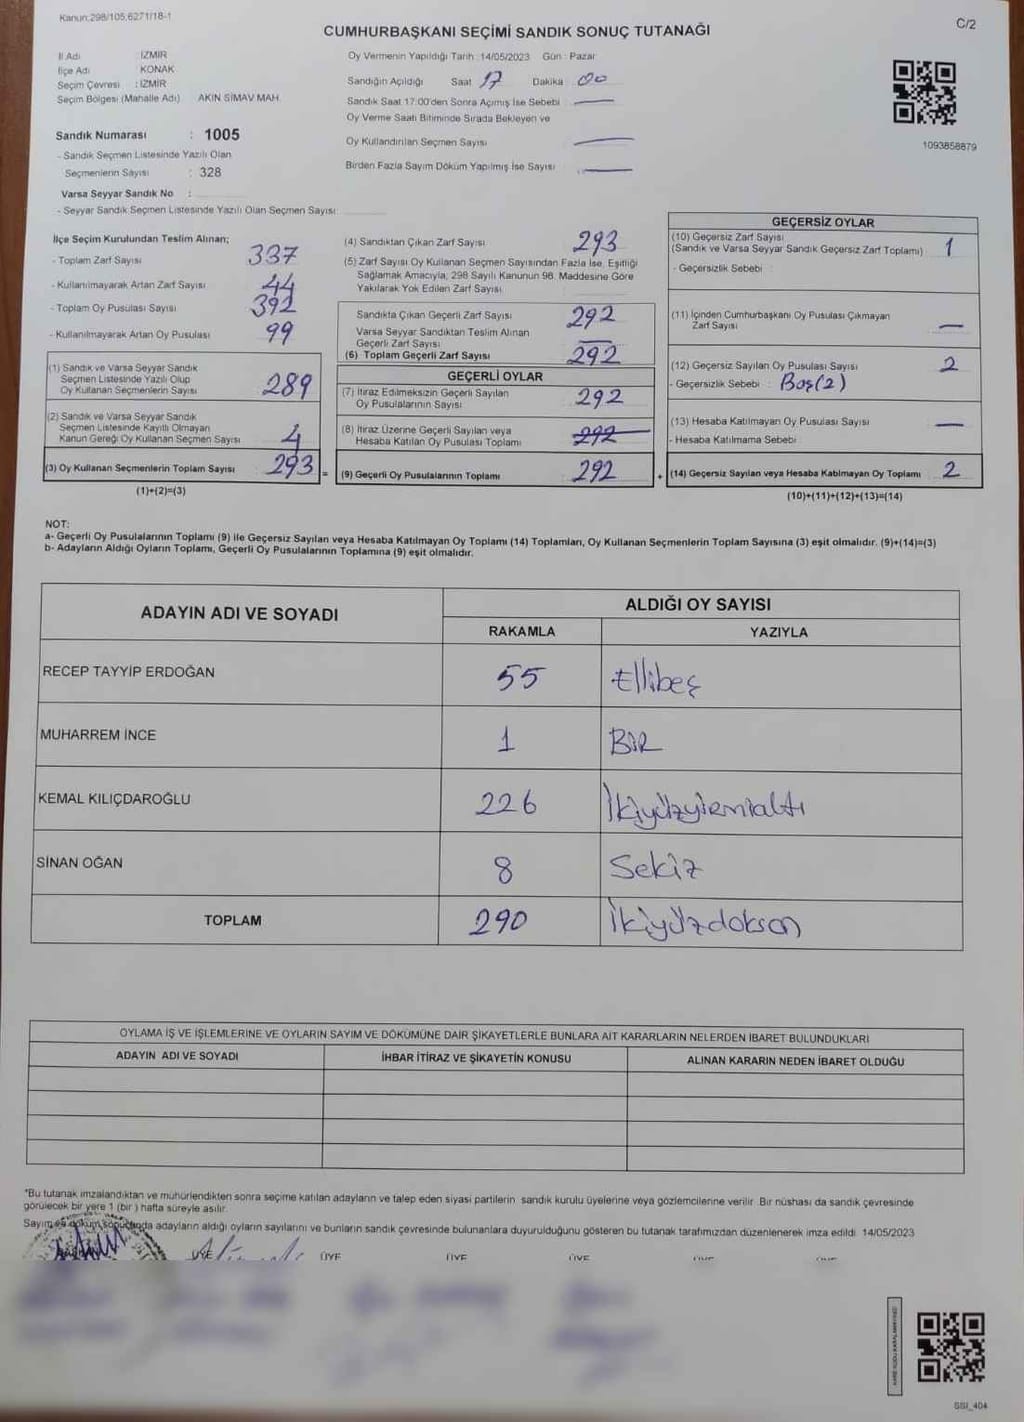 Kanun:298/105,6271/18-1
CUMHURBAŞKANI SEÇİMİ SANDIK SONUÇ TUTANAĞI
C/2
İl Adı : İZMİR
İlçe Adı : KONAK
Seçim Çevresi : İZMİR
Seçim Bölgesi (Mahalle Adı) AKIN SİMAV MAH.
Sandık Numarası : 1005
- Sandık Seçmen Listesinde Yazılı Olan
Seçmenlerin Sayısı : 328
Varsa Seyyar Sandık No :
- Seyyar Sandık Seçmen Listesinde Yazılı Olan Seçmen Sayısı
Oy Vermenin Yapıldığı Tarih :14/05/2023 Gün : Pazar
Sandığın Açıldığı Saat 17 Dakika 00
Sandık Saat 17:00'den Sonra Açılmış İse Sebebi —
Oy Verme Saati Bitiminde Sırada Bekleyen ve
Oy Kullandırılan Seçmen Sayısı —
Birden Fazla Sayım Döküm Yapılmış İse Sayısı —
1093858879
İlçe Seçim Kurulundan Teslim Alınan;
- Toplam Zarf Sayısı 337
- Kullanılmayarak Artan Zarf Sayısı 44
- Toplam Oy Pusulası Sayısı 392
- Kullanılmayarak Artan Oy Pusulası 99
(1) Sandık ve Varsa Seyyar Sandık
Seçmen Listesinde Yazılı Olup
Oy Kullanan Seçmenlerin Sayısı 289
(2) Sandık ve Varsa Seyyar Sandık
Seçmen Listesinde Kayıtlı Olmayan
Kanun Gereği Oy Kullanan Seçmen Sayısı 4
(3) Oy Kullanan Seçmenlerin Toplam Sayısı 293 =
(1)+(2)=(3)
(4) Sandıktan Çıkan Zarf Sayısı 293
(5) Zarf Sayısı Oy Kullanan Seçmen Sayısından Fazla İse, Eşitliği
Sağlamak Amacıyla, 298 Sayılı Kanunun 98. Maddesine Göre
Yakılarak Yok Edilen Zarf Sayısı
Sandıkta Çıkan Geçerli Zarf Sayısı 292
Varsa Seyyar Sandıktan Teslim Alınan
Geçerli Zarf Sayısı —
(6) Toplam Geçerli Zarf Sayısı 292
GEÇERLİ OYLAR
(7) İtiraz Edilmeksizin Geçerli Sayılan
Oy Pusulalarının Sayısı 292
(8) İtiraz Üzerine Geçerli Sayılan veya
Hesaba Katılan Oy Pusulası Toplamı 292
(9) Geçerli Oy Pusulalarının Toplamı 292 +
GEÇERSİZ OYLAR
(10) Geçersiz Zarf Sayısı
(Sandık ve Varsa Seyyar Sandık Geçersiz Zarf Toplamı) 1
- Geçersizlik Sebebi :
(11) İçinden Cumhurbaşkanı Oy Pusulası Çıkmayan
Zarf Sayısı —
(12) Geçersiz Sayılan Oy Pusulası Sayısı 2
- Geçersizlik Sebebi : Boş(2)
(13) Hesaba Katılmayan Oy Pusulası Sayısı —
- Hesaba Katılmama Sebebi
(14) Geçersiz Sayılan veya Hesaba Katılmayan Oy Toplamı 2
(10)+(11)+(12)+(13)=(14)
NOT:
a- Geçerli Oy Pusulalarının Toplamı (9) ile Geçersiz Sayılan veya Hesaba Katılmayan Oy Toplamı (14) Toplamları, Oy Kullanan Seçmenlerin Toplam Sayısına (3) eşit olmalıdır. (9)+(14)=(3)
b- Adayların Aldığı Oyların Toplamı, Geçerli Oy Pusulalarının Toplamına (9) eşit olmalıdır.
ADAYIN ADI VE SOYADI
ALDIĞI OY SAYISI
RAKAMLA YAZIYLA
RECEP TAYYİP ERDOĞAN 55 Ellibeş
MUHARREM İNCE 1 BİR
KEMAL KILIÇDAROĞLU 226 İkiyüzyirmialtı
SİNAN OĞAN 8 Sekiz
TOPLAM 290 İkiyüzdoksan
OYLAMA İŞ VE İŞLEMLERİNE VE OYLARIN SAYIM VE DÖKÜMÜNE DAİR ŞİKAYETLERLE BUNLARA AİT KARARLARIN NELERDEN İBARET BULUNDUKLARI
ADAYIN ADI VE SOYADI İHBAR İTİRAZ VE ŞİKAYETİN KONUSU ALINAN KARARIN NEDEN İBARET OLDUĞU
*Bu tutanak imzalandıktan ve mühürlendikten sonra seçime katılan adayların ve talep eden siyasi partilerin sandık kurulu üyelerine veya gözlemcilerine verilir. Bir nüshası da sandık çevresinde
görülecek bir yere 1 (bir ) hafta süreyle asılır.
Sayım ve döküm sonucunda adayların aldığı oyların sayılarını ve bunların sandık çevresinde bulunanlara duyurulduğunu gösteren bu tutanak tarafımızdan düzenlenerek imza edildi. 14/05/2023
BAŞKAN ÜYE ÜYE ÜYE ÜYE ÜYE ÜYE
SSI_404